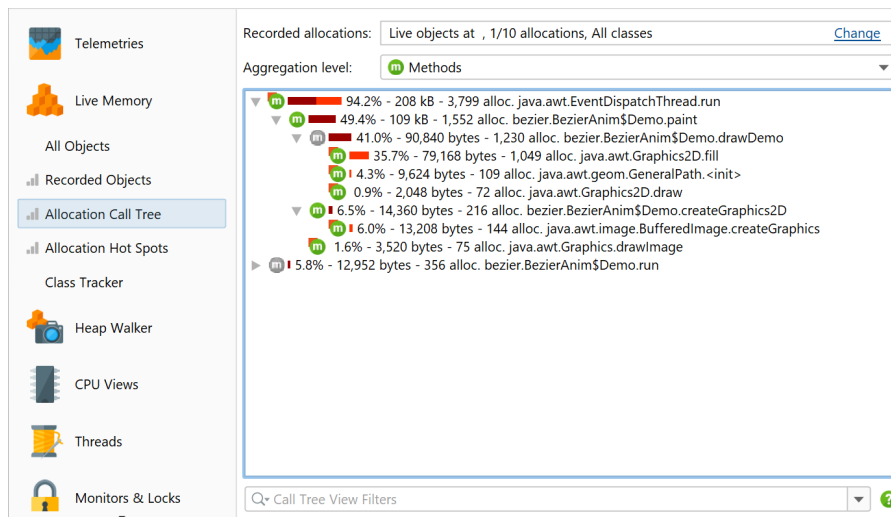 Telemetries
Live Memory
All Objects
Recorded Objects
Allocation Call Tree
Allocation Hot Spots
Class Tracker
Heap Walker
CPU Views
Threads
Monitors & Locks
Recorded allocations: Live objects at , 1/10 allocations, All classes Change
Aggregation level: m Methods
m 94.2% - 208 kB - 3,799 alloc. java.awt.EventDispatchThread.run
m 49.4% - 109 kB - 1,552 alloc. bezier.BezierAnim$Demo.paint
m 41.0% - 90,840 bytes - 1,230 alloc. bezier.BezierAnim$Demo.drawDemo
m 35.7% - 79,168 bytes - 1,049 alloc. java.awt.Graphics2D.fill
m 4.3% - 9,624 bytes - 109 alloc. java.awt.geom.GeneralPath.<init>
m 0.9% - 2,048 bytes - 72 alloc. java.awt.Graphics2D.draw
m 6.5% - 14,360 bytes - 216 alloc. bezier.BezierAnim$Demo.createGraphics2D
m 6.0% - 13,208 bytes - 144 alloc. java.awt.image.BufferedImage.createGraphics
m 1.6% - 3,520 bytes - 75 alloc. java.awt.Graphics.drawImage
m 5.8% - 12,952 bytes - 356 alloc. bezier.BezierAnim$Demo.run
Call Tree View Filters
?